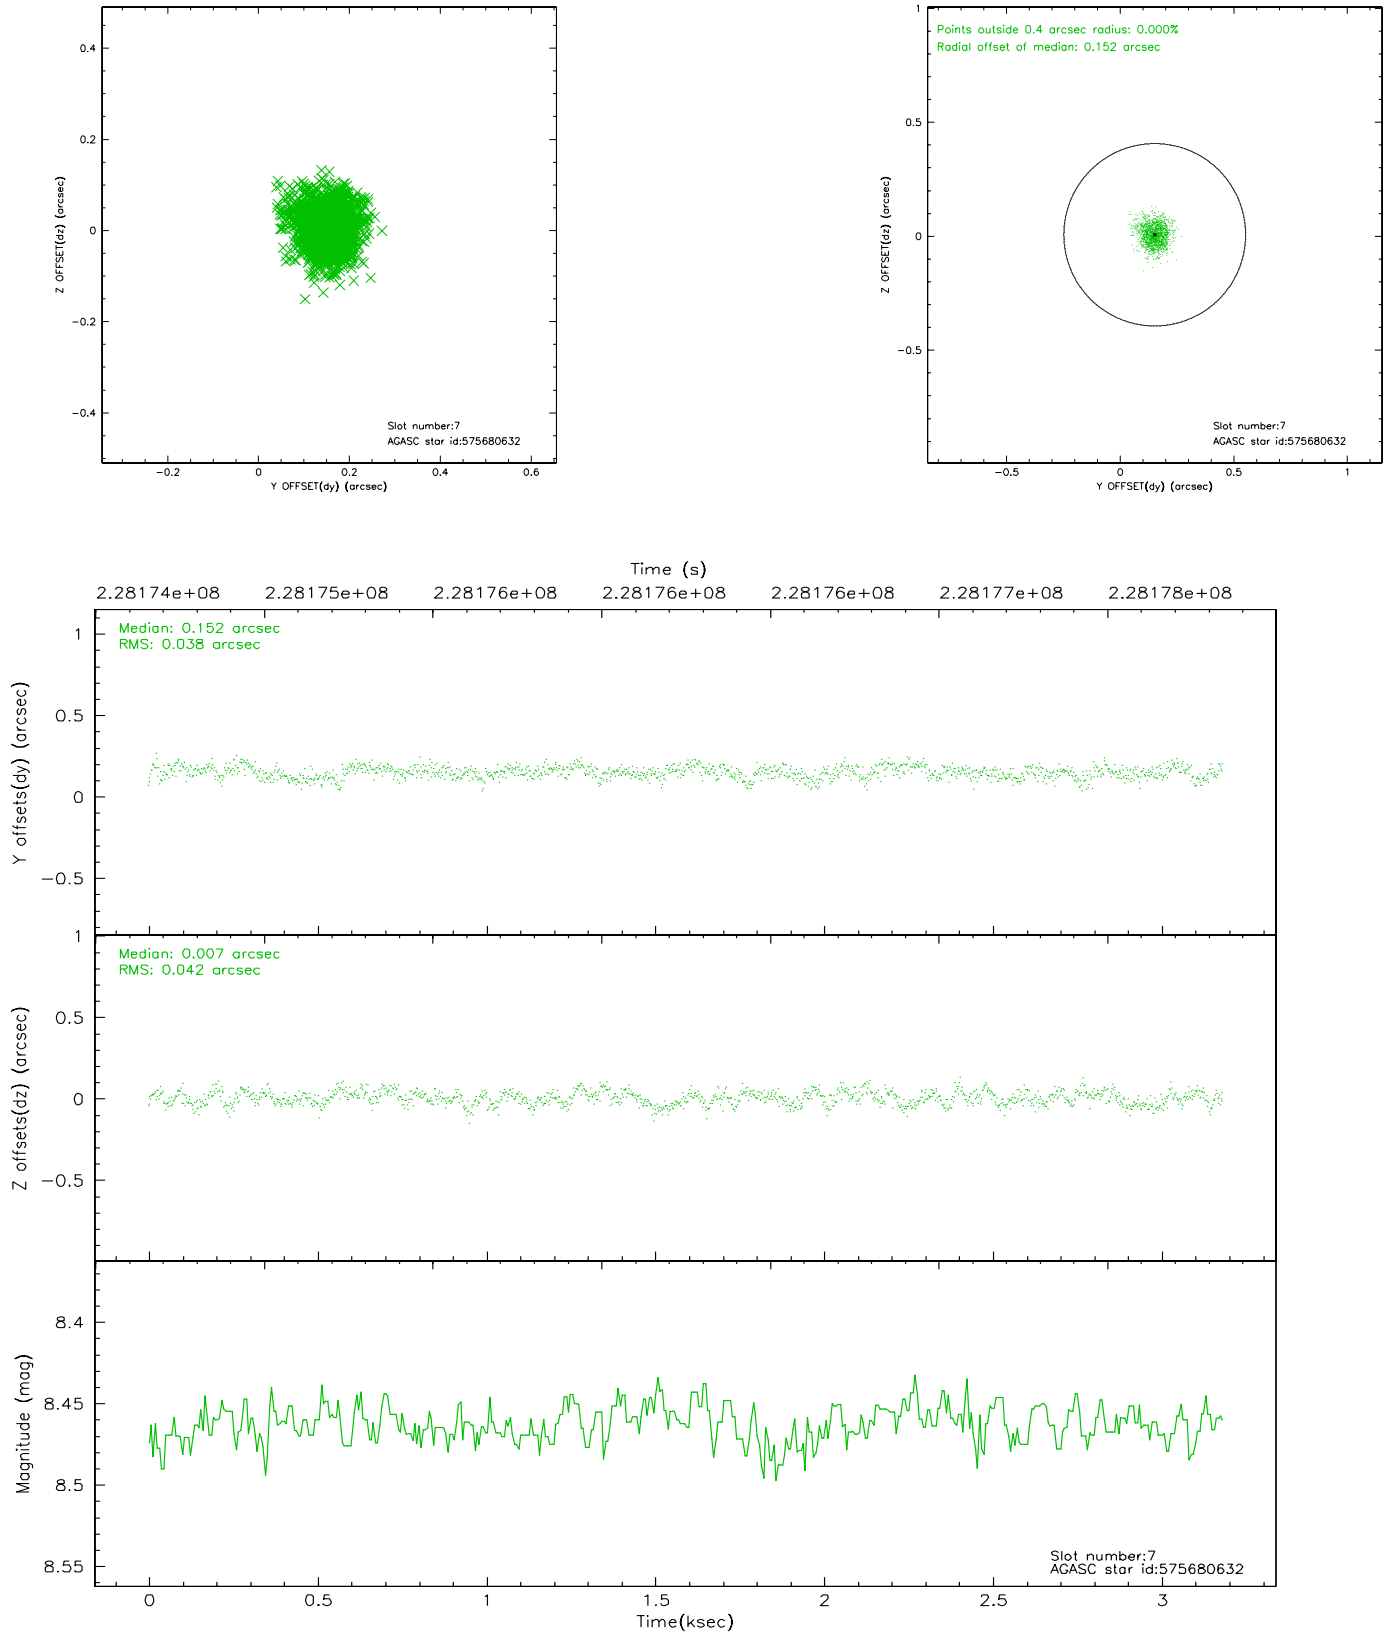 0.4
0.2
0
−0.2
−0.4
Z OFFSET(dz) (arcsec)
Slot number:7
AGASC star id:575680632
−0.2 0 0.2 0.4 0.6
Y OFFSET(dy) (arcsec)
Points outside 0.4 arcsec radius: 0.000%
Radial offset of median: 0.152 arcsec
1
0.5
0
−0.5
Z OFFSET(dz) (arcsec)
Slot number:7
AGASC star id:575680632
−0.5 0 0.5 1
Y OFFSET(dy) (arcsec)
Time (s)
2.28174e+08 2.28175e+08 2.28176e+08 2.28176e+08 2.28176e+08 2.28177e+08 2.28178e+08
Median: 0.152 arcsec
RMS: 0.038 arcsec
1
0.5
0
−0.5
Y offsets(dy) (arcsec)
Median: 0.007 arcsec
RMS: 0.042 arcsec
1
0.5
0
−0.5
Z offsets(dz) (arcsec)
8.4
8.45
8.5
8.55
Magnitude (mag)
Slot number:7
AGASC star id:575680632
0 0.5 1 1.5 2 2.5 3
Time(ksec)